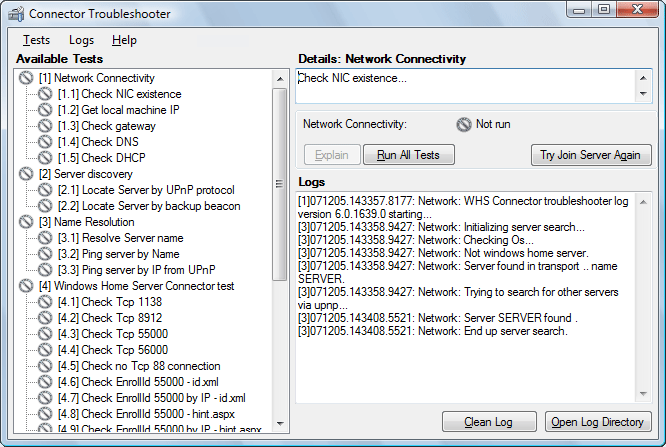 Connector Troubleshooter
Tests Logs Help
Available Tests
[1] Network Connectivity
[1.1] Check NIC existence
[1.2] Get local machine IP
[1.3] Check gateway
[1.4] Check DNS
[1.5] Check DHCP
[2] Server discovery
[2.1] Locate Server by UPnP protocol
[2.2] Locate Server by backup beacon
[3] Name Resolution
[3.1] Resolve Server name
[3.2] Ping server by Name
[3.3] Ping server by IP from UPnP
[4] Windows Home Server Connector test
[4.1] Check Tcp 1138
[4.2] Check Tcp 8912
[4.3] Check Tcp 55000
[4.4] Check Tcp 56000
[4.5] Check no Tcp 88 connection
[4.6] Check EnrollId 55000 - id.xml
[4.7] Check EnrollId 55000 by IP - id.xml
[4.8] Check EnrollId 55000 - hint.aspx
[4.9] Check EnrollId 55000 by IP - hint.aspx
Details: Network Connectivity
Check NIC existence...
Network Connectivity: Not run
Explain Run All Tests Try Join Server Again
Logs
[1]071205.143357.8177: Network: WHS Connector troubleshooter log
version 6.0.1639.0 starting...
[3]071205.143358.9427: Network: Initializing server search...
[3]071205.143358.9427: Network: Checking Os...
[3]071205.143358.9427: Network: Not windows home server.
[3]071205.143358.9427: Network: Server found in transport .. name
SERVER.
[3]071205.143358.9427: Network: Trying to search for other servers
via upnp...
[3]071205.143408.5521: Network: Server SERVER found .
[3]071205.143408.5521: Network: End up server search.
Clean Log Open Log Directory